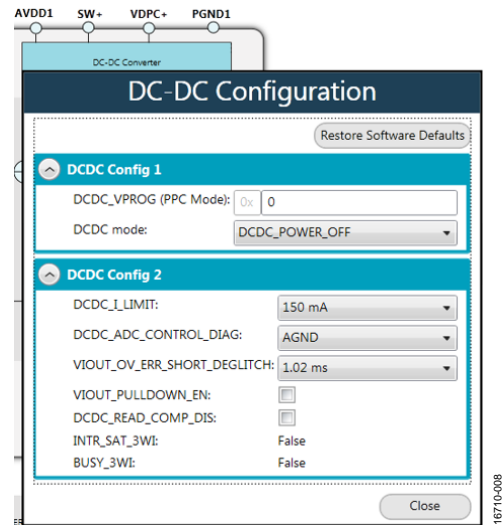 AVDD1 SW+ VDPC+ PGND1
DC-DC Converter
DC-DC Configuration
Restore Software Defaults
DCDC Config 1
DCDC_VPROG (PPC Mode): 0x 0
DCDC mode: DCDC_POWER_OFF
DCDC Config 2
DCDC_I_LIMIT: 150 mA
DCDC_ADC_CONTROL_DIAG: AGND
VIOUT_OV_ERR_SHORT_DEGLITCH: 1.02 ms
VIOUT_PULLDOWN_EN:
DCDC_READ_COMP_DIS:
INTR_SAT_3WI: False
BUSY_3WI: False
Close
16710-008